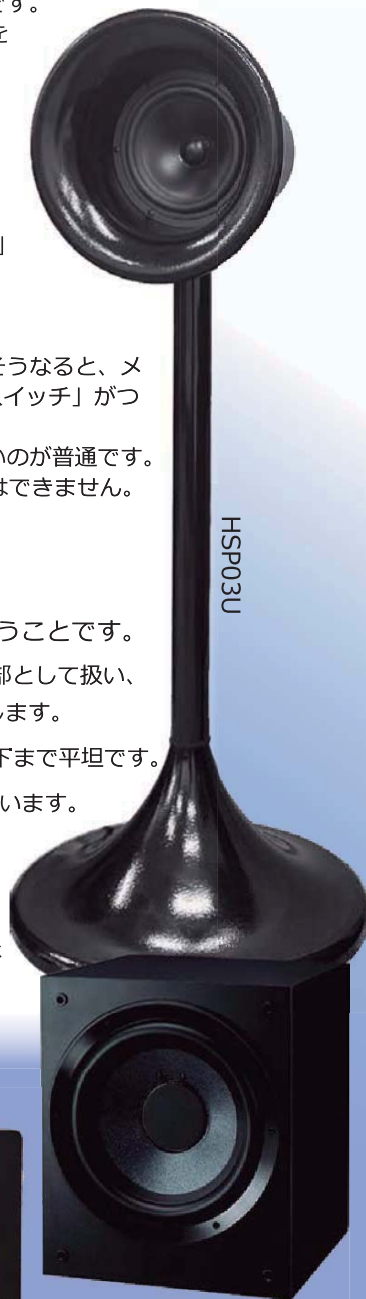 です。
を
」
そうなると、メ
スイッチ」がつ
いのが普通です。
はできません。
HSP03U
うことです。
部として扱い、
します。
下まで平坦です。
います。